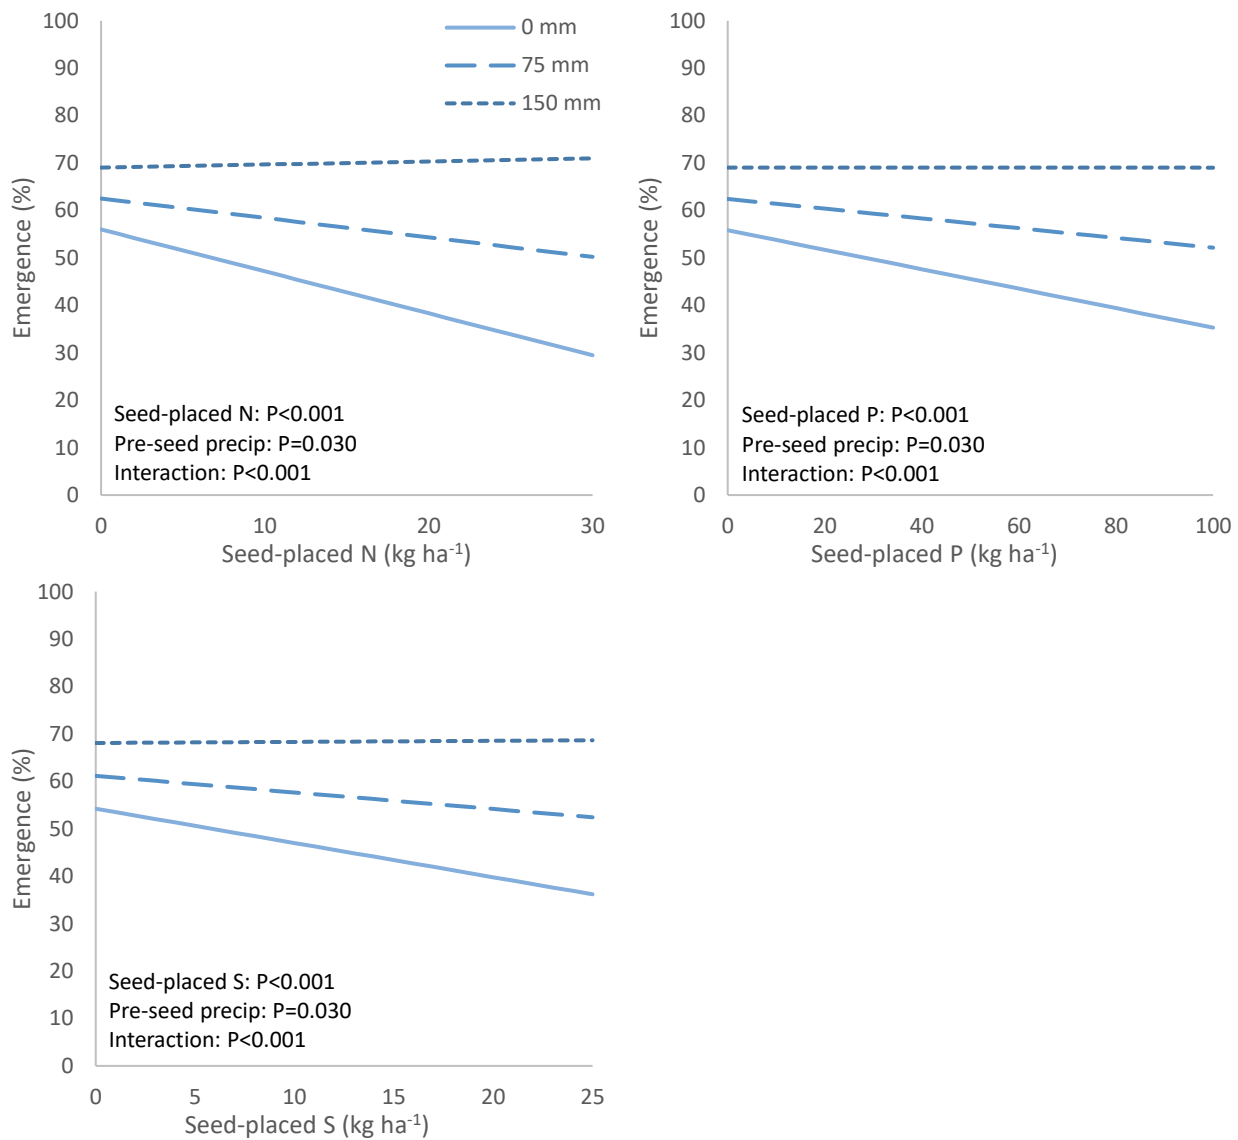 100
90
80
70
60
50
40
30
20
10
0
Emergence (%)
0 mm
75 mm
150 mm
Seed-placed N: P<0.001
Pre-seed precip: P=0.030
Interaction: P<0.001
0 10 20 30
Seed-placed N (kg ha⁻¹)
100
90
80
70
60
50
40
30
20
10
0
Emergence (%)
Seed-placed P: P<0.001
Pre-seed precip: P=0.030
Interaction: P<0.001
0 20 40 60 80 100
Seed-placed P (kg ha⁻¹)
100
90
80
70
60
50
40
30
20
10
0
Emergence (%)
Seed-placed S: P<0.001
Pre-seed precip: P=0.030
Interaction: P<0.001
0 5 10 15 20 25
Seed-placed S (kg ha⁻¹)